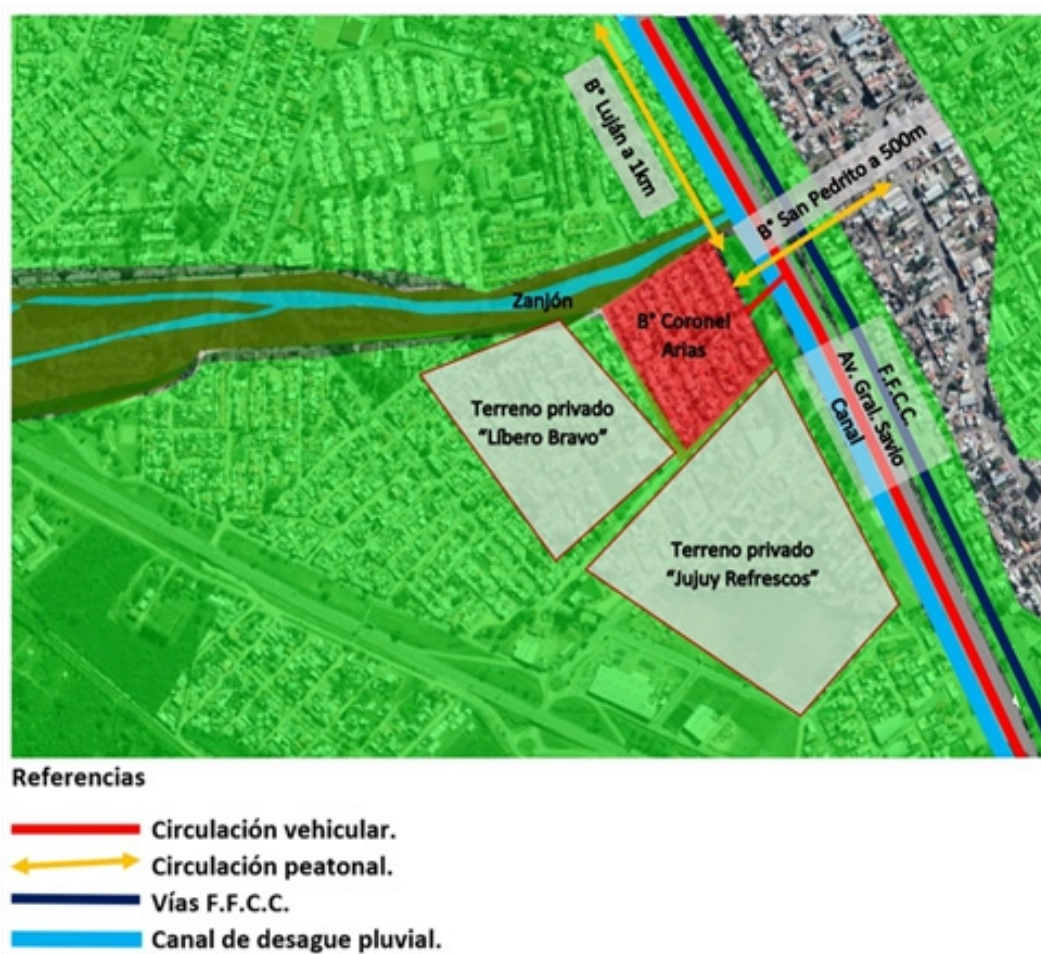 B° Luján a 1km
B° San Pedrito a 500m
Zanjón
B° Coronel
Arias
Terreno privado
"Líbero Bravo"
Terreno privado
"Jujuy Refrescos"
F.F.C.C.
Av. Gral. Savio
Canal
Referencias
Circulación vehicular.
Circulación peatonal.
Vías F.F.C.C.
Canal de desague pluvial.